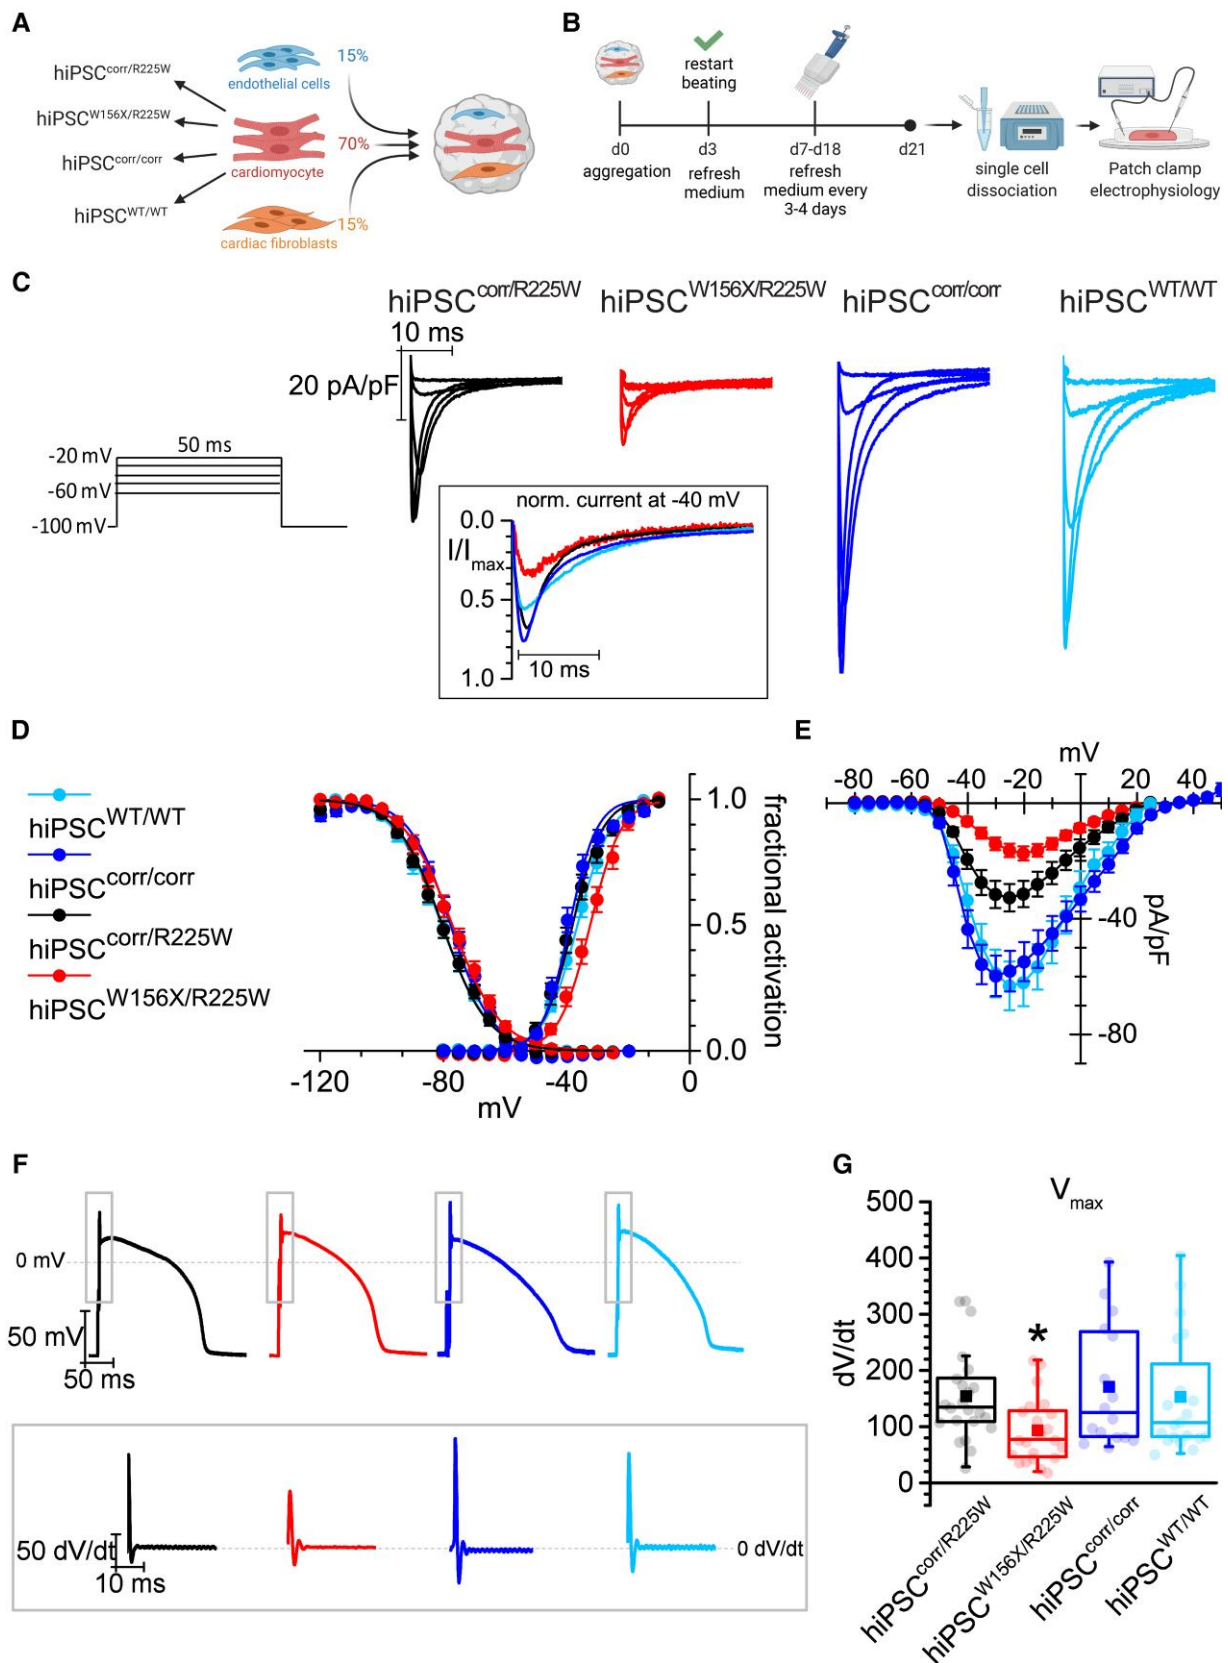 A
hiPSC^corr/R225W
hiPSC^W156X/R225W
hiPSC^corr/corr
hiPSC^WT/WT
15%
endothelial cells
70%
cardiomyocyte
15%
cardiac fibroblasts
B
restart
beating
d0
d3
d7-d18
d21
aggregation
refresh
medium
refresh
medium every
3-4 days
single cell
dissociation
Patch clamp
electrophysiology
C
hiPSC^corr/R225W
hiPSC^W156X/R225W
hiPSC^corr/corr
hiPSC^WT/WT
10 ms
20 pA/pF
50 ms
-20 mV
-60 mV
-100 mV
norm. current at -40 mV
0.0
I/I_max
0.5
1.0
10 ms
D
hiPSC^WT/WT
hiPSC^corr/corr
hiPSC^corr/R225W
hiPSC^W156X/R225W
1.0
0.5
0.0
fractional activation
-120
-80
-40
0
mV
E
mV
-80
-60
-40
-20
20
40
-40
-80
pA/pF
F
0 mV
50 mV
50 ms
50 dV/dt
10 ms
0 dV/dt
G
V_max
500
400
300
200
100
0
dV/dt
*
hiPSC^corr/R225W
hiPSC^W156X/R225W
hiPSC^corr/corr
hiPSC^WT/WT